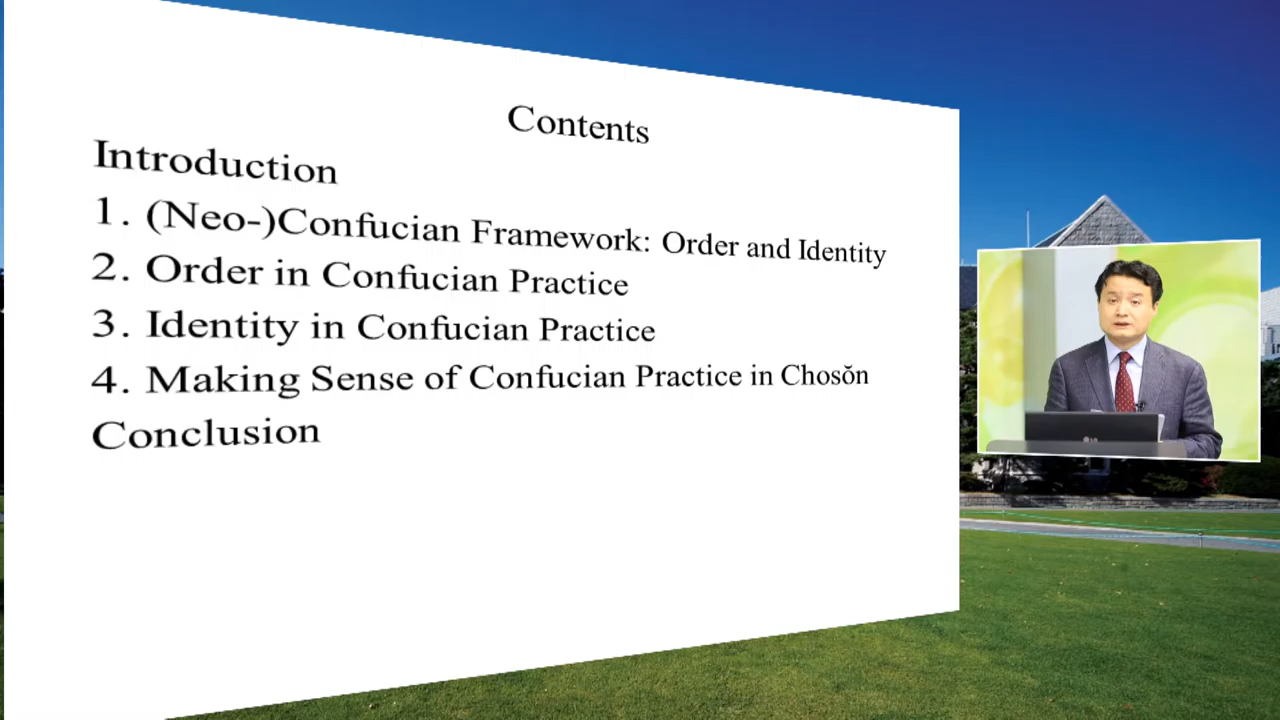 Contents
Introduction
1. (Neo-)Confucian Framework: Order and Identity
2. Order in Confucian Practice
3. Identity in Confucian Practice
4. Making Sense of Confucian Practice in Chosŏn
Conclusion
LG